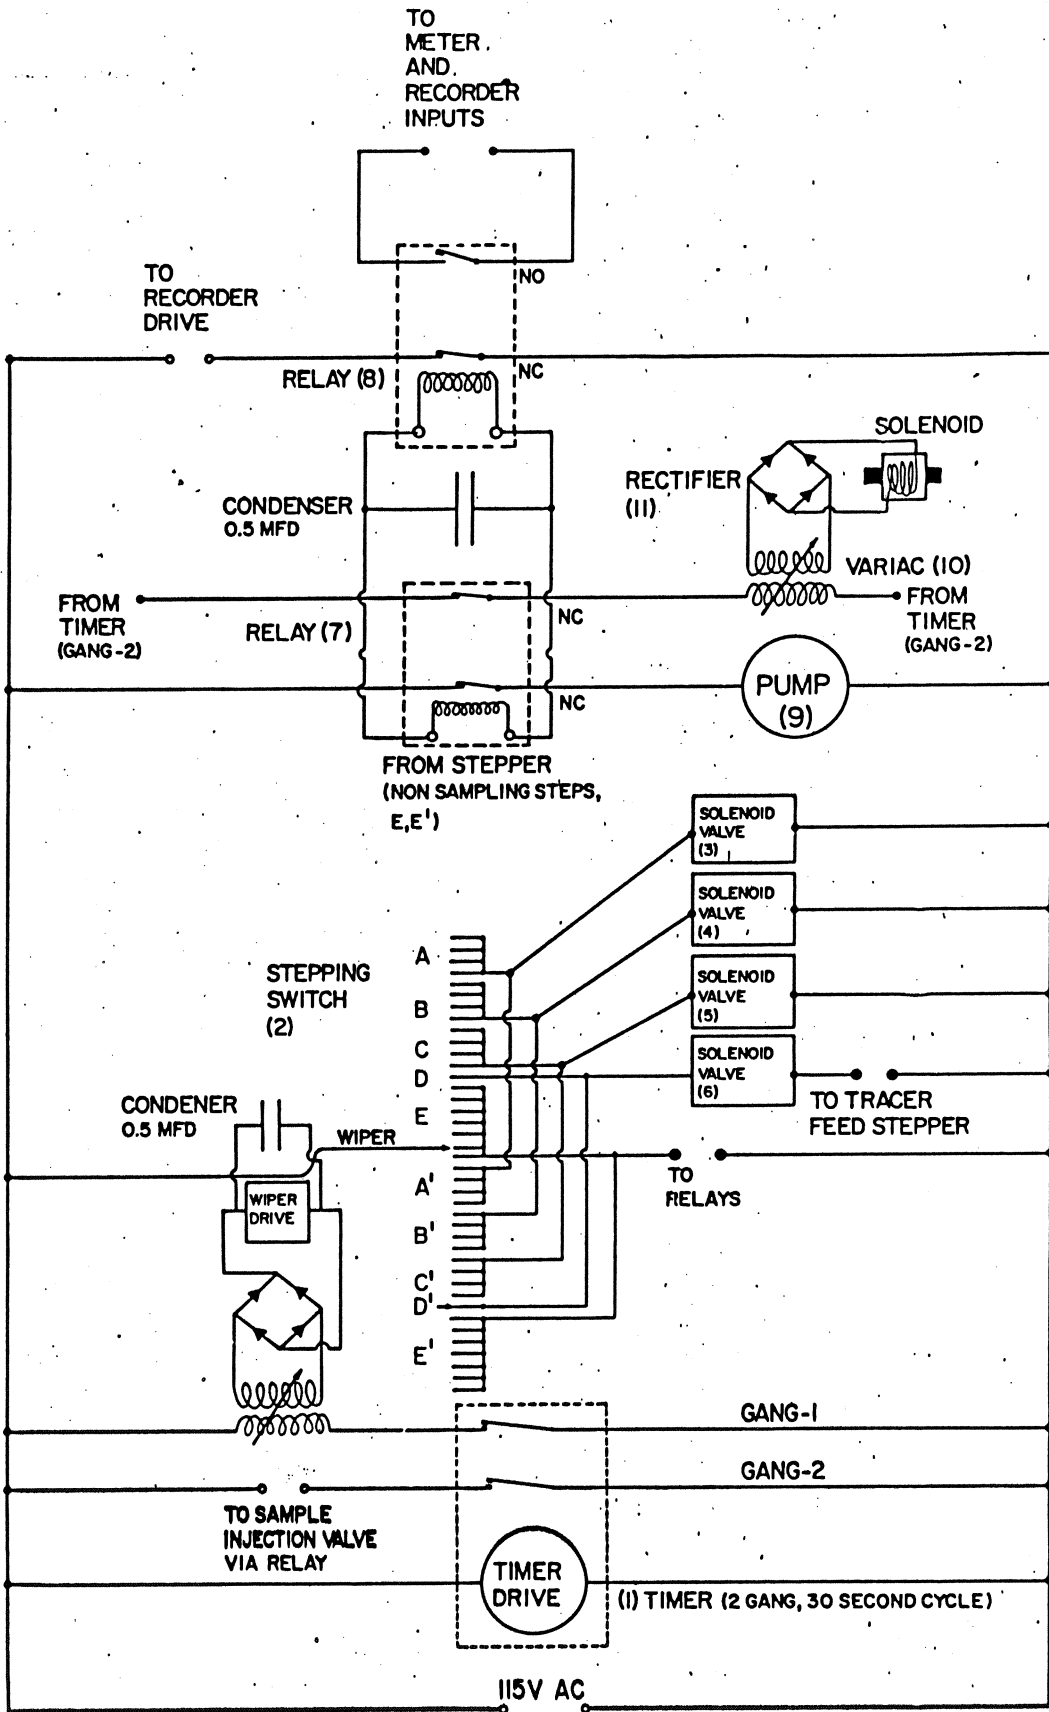 TO
METER.
AND.
RECORDER
INPUTS
NO
TO
RECORDER
DRIVE
RELAY (8)
NC
SOLENOID
RECTIFIER
(11)
CONDENSER
0.5 MFD
VARIAC (10)
FROM
TIMER
(GANG-2)
RELAY (7)
NC
FROM
TIMER
(GANG-2)
NC
PUMP
(9)
FROM STEPPER
(NON SAMPLING STEPS,
E,E')
SOLENOID
VALVE
(3)
SOLENOID
VALVE
(4)
SOLENOID
VALVE
(5)
SOLENOID
VALVE
(6)
STEPPING
SWITCH
(2)
A
B
C
D
E
A'
B'
C'
D'
E'
TO TRACER
FEED STEPPER
CONDENER
0.5 MFD
WIPER
TO
RELAYS
WIPER
DRIVE
GANG-1
GANG-2
TO SAMPLE
INJECTION VALVE
VIA RELAY
TIMER
DRIVE
(1) TIMER (2 GANG, 30 SECOND CYCLE)
115V AC